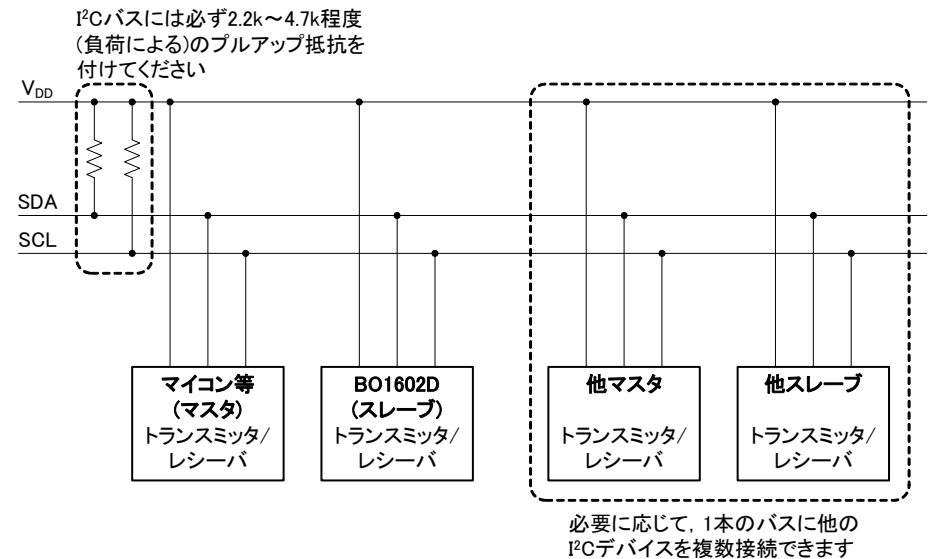 I²Cバスには必ず2.2k～4.7k程度
(負荷による)のプルアップ抵抗を
付けてください
VDD
SDA
SCL
マイコン等
(マスタ)
トランスミッタ/
レシーバ
BO1602D
(スレーブ)
トランスミッタ/
レシーバ
他マスタ
トランスミッタ/
レシーバ
他スレーブ
トランスミッタ/
レシーバ
必要に応じて，1本のバスに他の
I²Cデバイスを複数接続できます